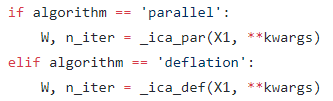 if algorithm == 'parallel':
    W, n_iter = _ica_par(X1, **kwargs)
elif algorithm == 'deflation':
    W, n_iter = _ica_def(X1, **kwargs)